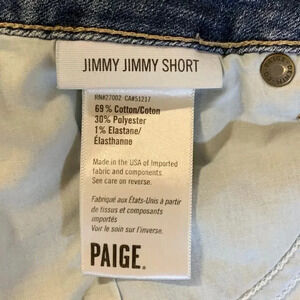 JIMMY JIMMY SHORT
RN#27002 CA#51217
69% Cotton/Coton
30% Polyester
1% Elastane/
Élasthanne
Made in the USA of Imported
fabric and components.
See care on reverse.
Fabriqué aux États-Unis à partir
de tissus et composants
importés
Voir le soin sur l'inverse.
PAIGE®